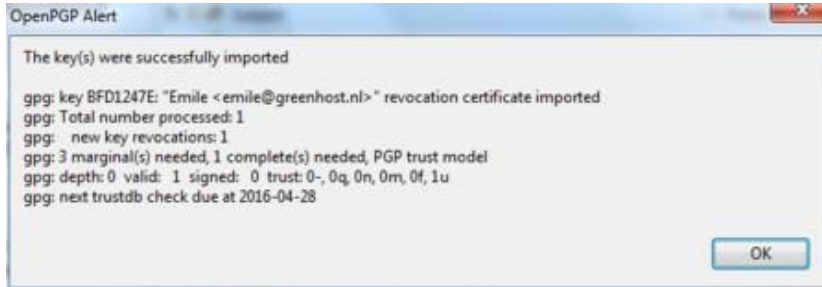 OpenPGP Alert
The key(s) were successfully imported
gpg: key BFD1247E: "Emile <emile@greenhost.nl>" revocation certificate imported
gpg: Total number processed: 1
gpg: new key revocations: 1
gpg: 3 marginal(s) needed, 1 complete(s) needed, PGP trust model
gpg: depth: 0 valid: 1 signed: 0 trust: 0-, 0q, 0n, 0m, 0f, 1u
gpg: next trustdb check due at 2016-04-28
OK